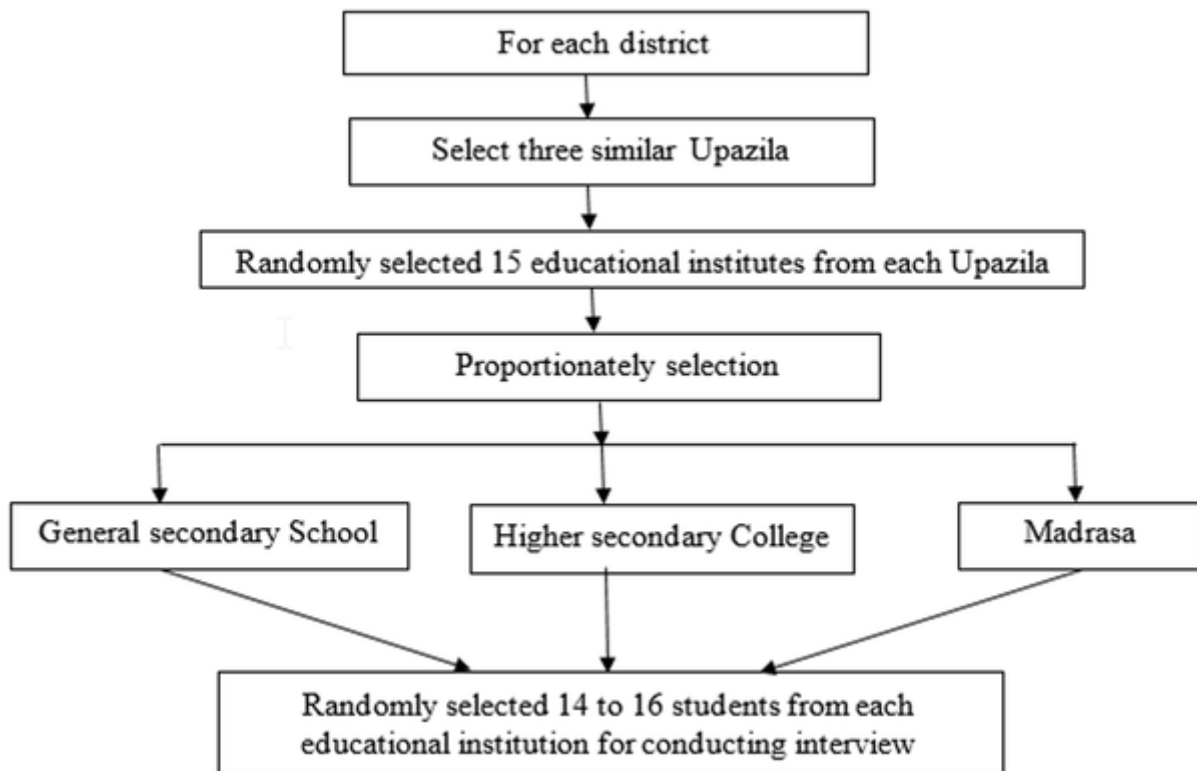 For each district
Select three similar Upazila
Randomly selected 15 educational institutes from each Upazila
Proportionately selection
General secondary School
Higher secondary College
Madrasa
Randomly selected 14 to 16 students from each
educational institution for conducting interview